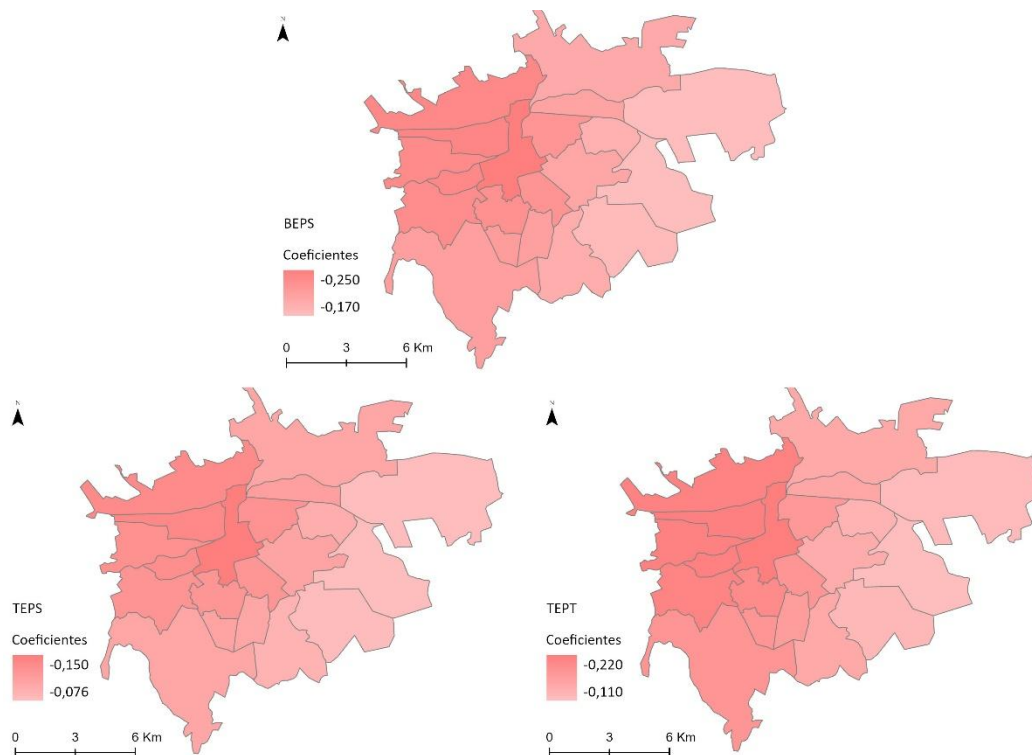 N
BEPS
Coeficientes
-0,250
-0,170
0 3 6 Km
N
TEPS
Coeficientes
-0,150
-0,076
0 3 6 Km
N
TEPT
Coeficientes
-0,220
-0,110
0 3 6 Km